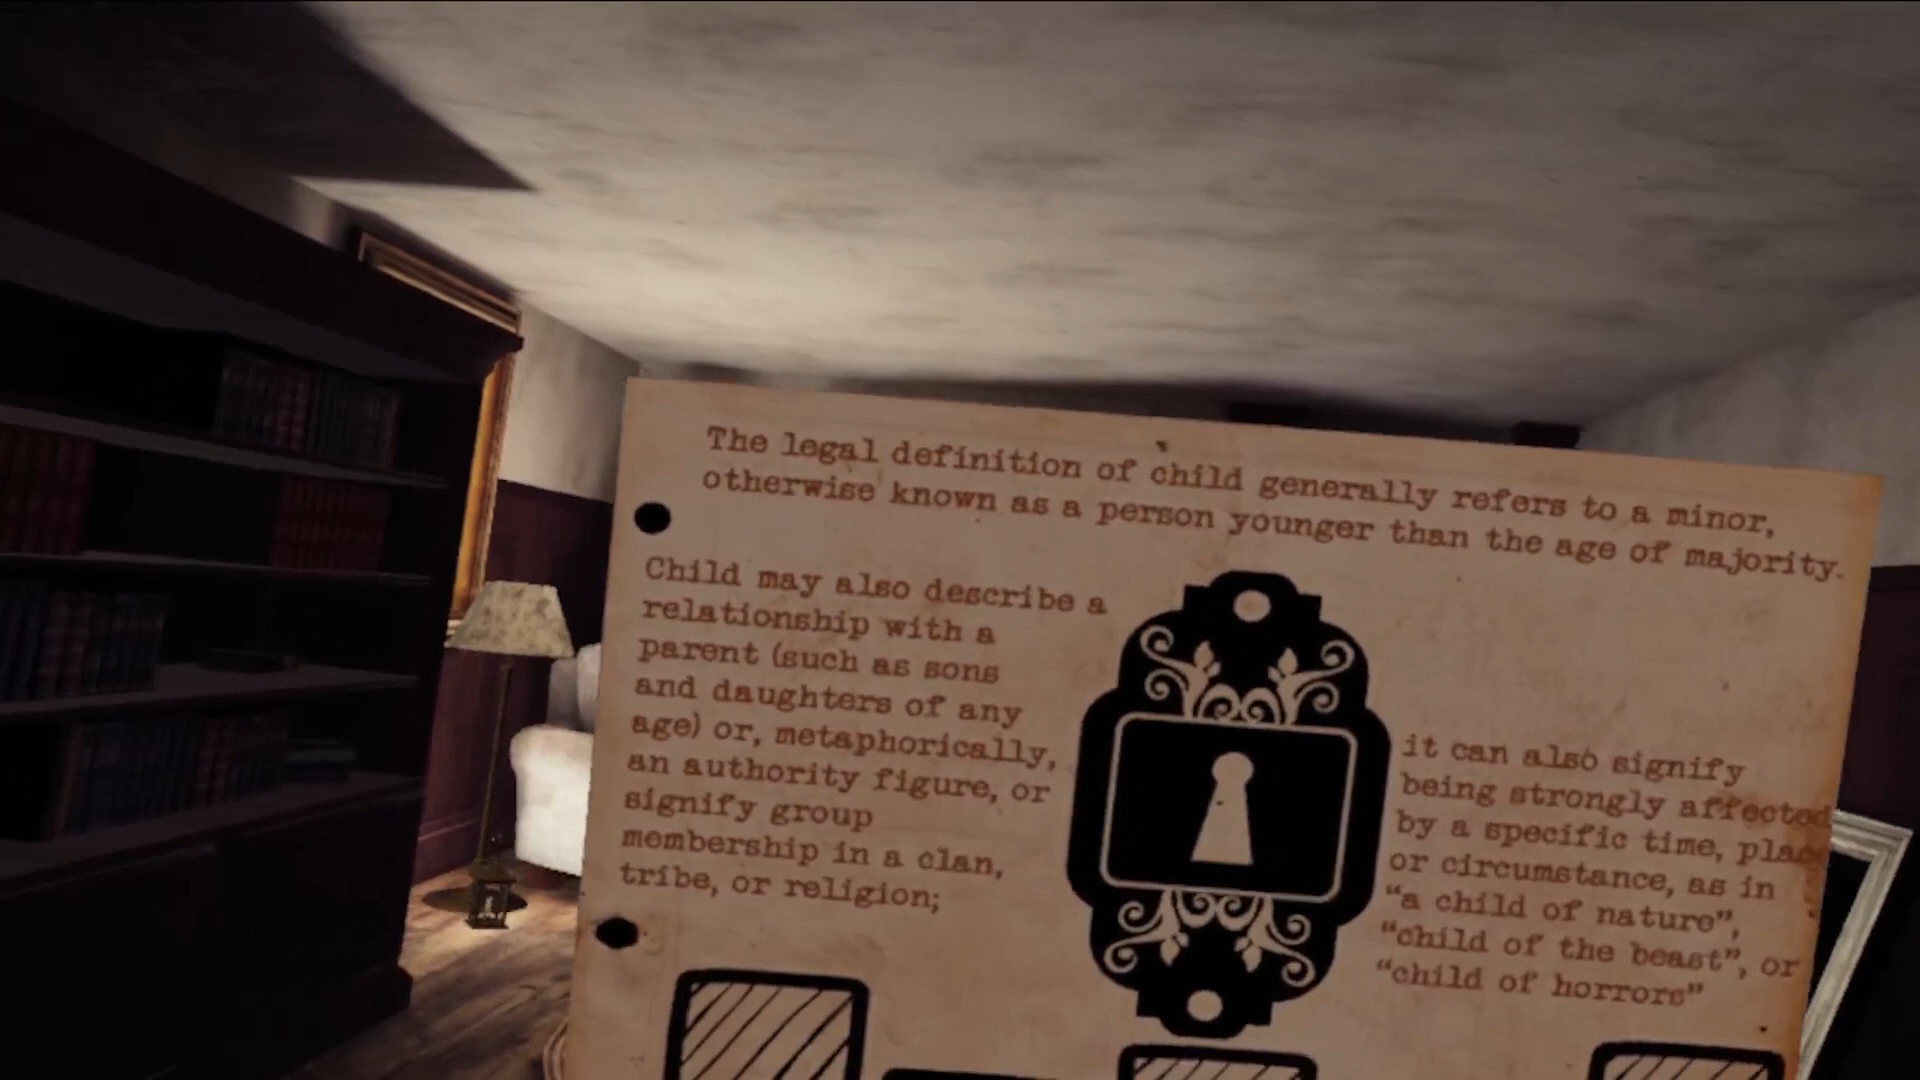 The legal definition of child generally refers to a minor,
otherwise known as a person younger than the age of majority.
Child may also describe a
relationship with a
parent (such as sons
and daughters of any
age) or, metaphorically,
an authority figure, or
signify group
membership in a clan,
tribe, or religion;
it can also signify
being strongly affected
by a specific time, place
or circumstance, as in
“a child of nature”,
“child of the beast”, or
“child of horrors”